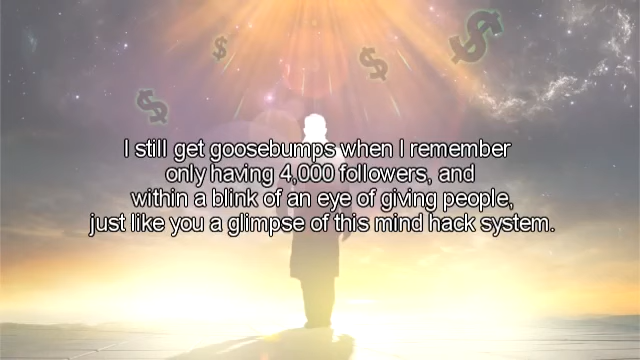 I still get goosebumps when I remember
only having 4,000 followers, and
within a blink of an eye of giving people,
just like you a glimpse of this mind hack system.